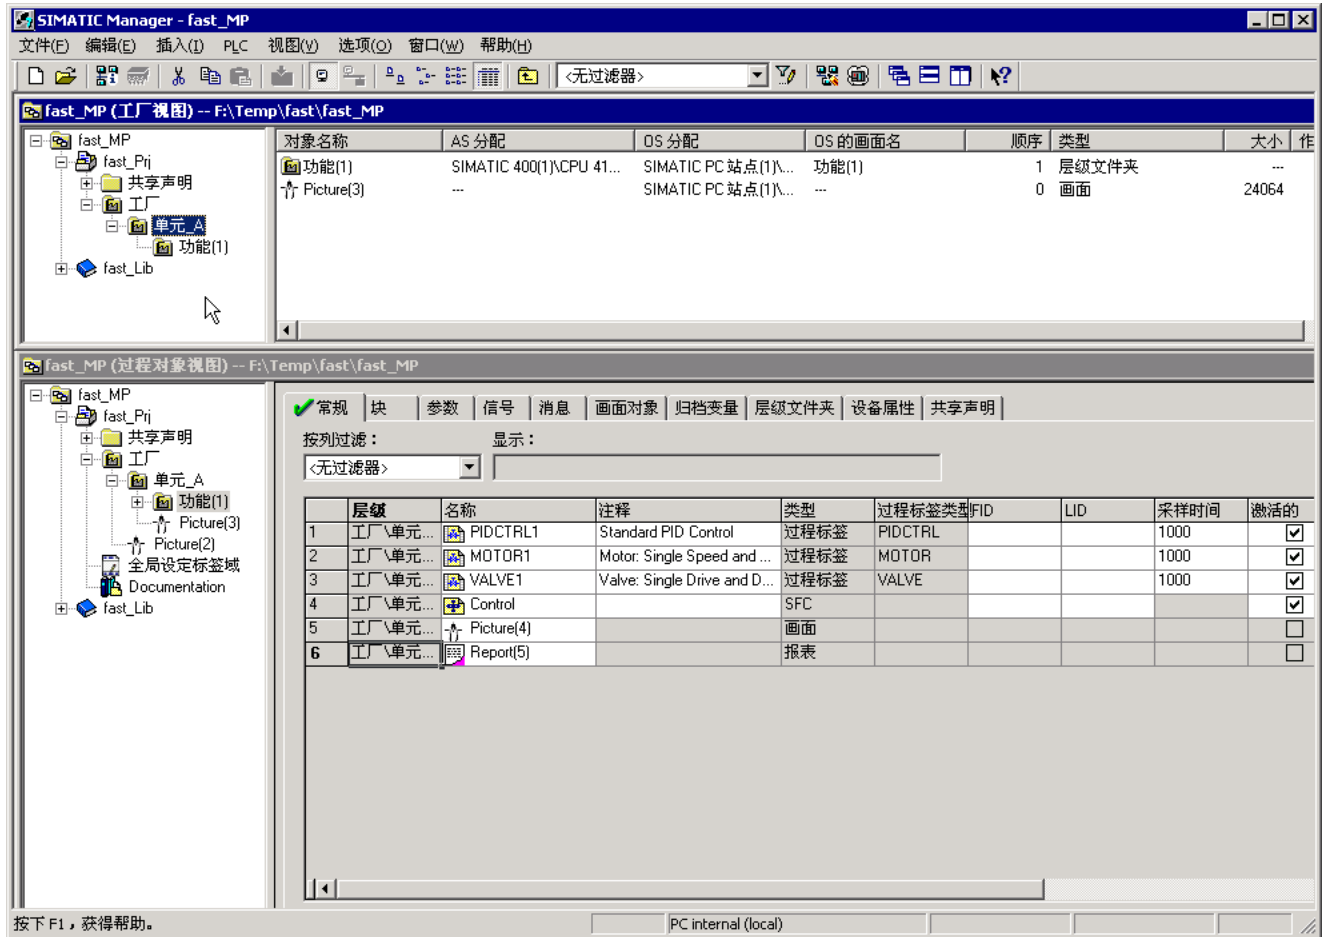 SIMATIC Manager - fast_MP
文件(F) 编辑(E) 插入(I) PLC 视图(V) 选项(O) 窗口(W) 帮助(H)
<无过滤器>
fast_MP (工厂视图) -- F:\Temp\fast\fast_MP
fast_MP
fast_Prj
共享声明
工厂
单元_A
功能(1)
fast_Lib
对象名称 AS 分配 OS 分配 OS 的画面名 顺序 类型 大小 作
功能(1) SIMATIC 400(1)\CPU 41... SIMATIC PC 站点(1)\... 功能(1) 1 层级文件夹 ---
Picture(3) --- SIMATIC PC 站点(1)\... --- 0 画面 24064
fast_MP (过程对象视图) -- F:\Temp\fast\fast_MP
fast_MP
fast_Prj
共享声明
工厂
单元_A
功能(1)
Picture(3)
Picture(2)
全局设定标签域
Documentation
fast_Lib
常规 块 参数 信号 消息 画面对象 归档变量 层级文件夹 设备属性 共享声明
按列过滤： 显示：
<无过滤器>
层级 名称 注释 类型 过程标签类型 FID LID 采样时间 激活的
1 工厂\单元... PIDCTRL1 Standard PID Control 过程标签 PIDCTRL 1000
2 工厂\单元... MOTOR1 Motor: Single Speed and ... 过程标签 MOTOR 1000
3 工厂\单元... VALVE1 Valve: Single Drive and D... 过程标签 VALVE 1000
4 工厂\单元... Control SFC
5 工厂\单元... Picture(4) 画面
6 工厂\单元... Report(5) 报表
按下 F1，获得帮助。 PC internal (local)